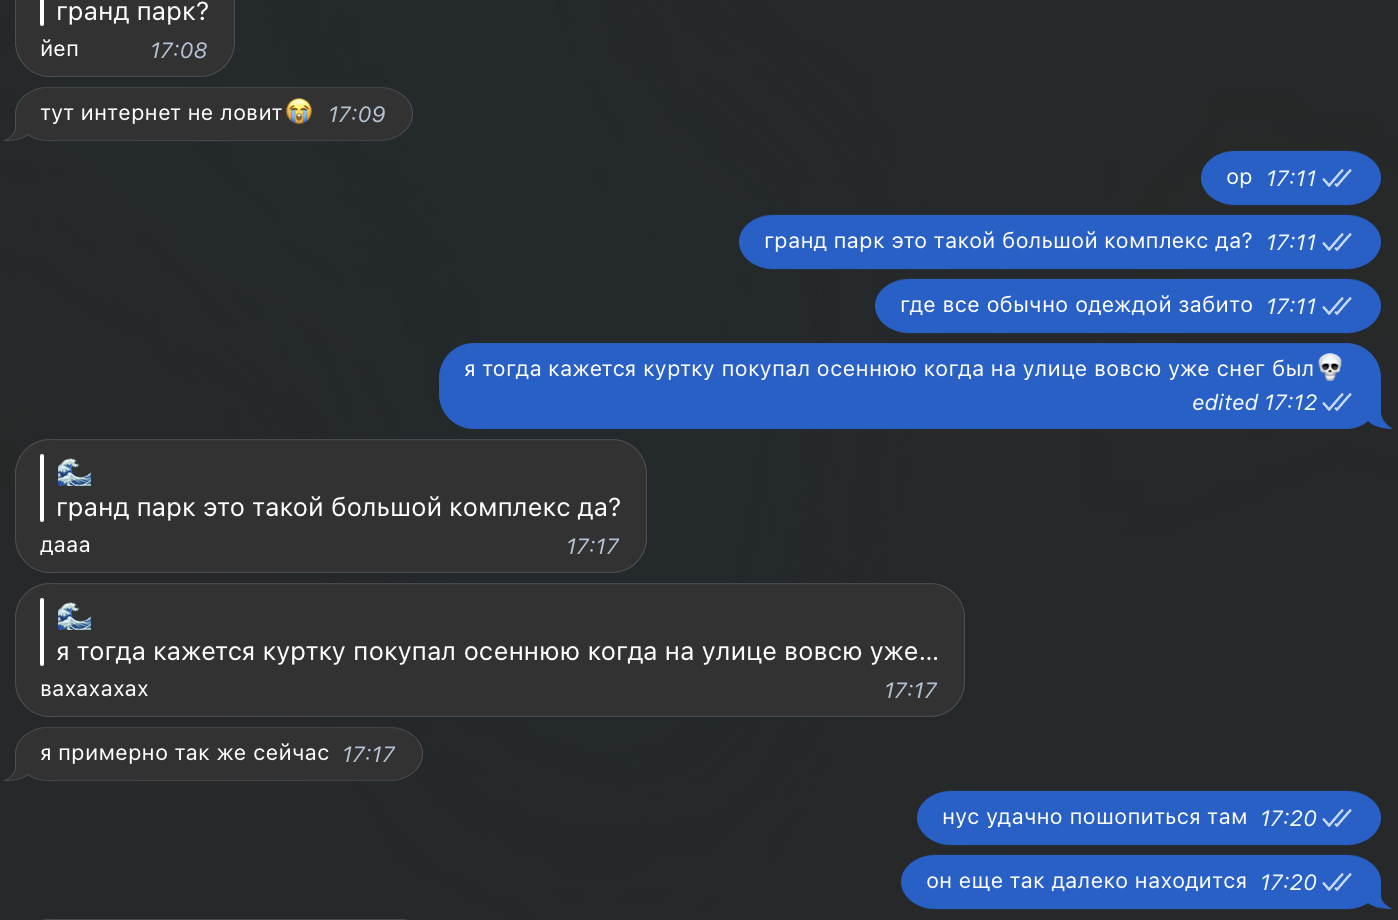 гранд парк?
йеп 17:08
тут интернет не ловит😭 17:09
ор 17:11
гранд парк это такой большой комплекс да? 17:11
где все обычно одеждой забито 17:11
я тогда кажется куртку покупал осеннюю когда на улице вовсю уже снег был💀
edited 17:12
🌊
гранд парк это такой большой комплекс да?
дааа 17:17
🌊
я тогда кажется куртку покупал осеннюю когда на улице вовсю уже...
вахахахах 17:17
я примерно так же сейчас 17:17
нус удачно пошопиться там 17:20
он еще так далеко находится 17:20